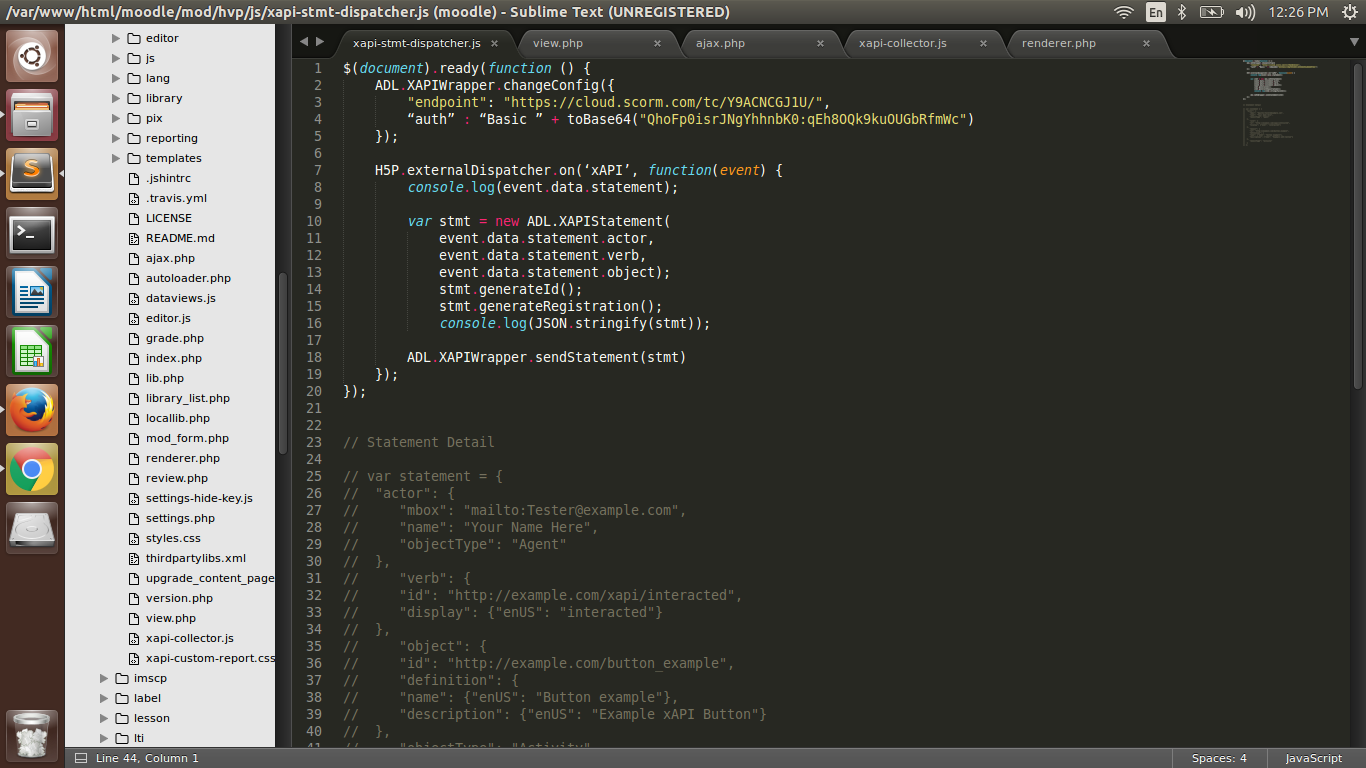 /var/www/html/moodle/mod/hvp/js/xapi-stmt-dispatcher.js (moodle) - Sublime Text (UNREGISTERED)
En
12:26 PM
editor
js
lang
library
pix
reporting
templates
.jshintrc
.travis.yml
LICENSE
README.md
ajax.php
autoloader.php
dataviews.js
editor.js
grade.php
index.php
lib.php
library_list.php
locallib.php
mod_form.php
renderer.php
review.php
settings-hide-key.js
settings.php
styles.css
thirdpartylibs.xml
upgrade_content_page
version.php
view.php
xapi-collector.js
xapi-custom-report.css
imscp
label
lesson
lti
xapi-stmt-dispatcher.js
view.php
ajax.php
xapi-collector.js
renderer.php
1 $(document).ready(function () {
2     ADL.XAPIWrapper.changeConfig({
3         "endpoint": "https://cloud.scorm.com/tc/Y9ACNCGJ1U/",
4         “auth” : “Basic ” + toBase64("QhoFp0isrJNgYhhnbK0:qEh8OQk9kuOUGbRfmWc")
5     });
6
7     H5P.externalDispatcher.on(‘xAPI’, function(event) {
8         console.log(event.data.statement);
9
10         var stmt = new ADL.XAPIStatement(
11             event.data.statement.actor,
12             event.data.statement.verb,
13             event.data.statement.object);
14             stmt.generateId();
15             stmt.generateRegistration();
16             console.log(JSON.stringify(stmt));
17
18         ADL.XAPIWrapper.sendStatement(stmt)
19     });
20 });
21
22
23 // Statement Detail
24
25 // var statement = {
26 //  "actor": {
27 //     "mbox": "mailto:Tester@example.com",
28 //     "name": "Your Name Here",
29 //     "objectType": "Agent"
30 //  },
31 //     "verb": {
32 //     "id": "http://example.com/xapi/interacted",
33 //     "display": {"enUS": "interacted"}
34 //  },
35 //     "object": {
36 //     "id": "http://example.com/button_example",
37 //     "definition": {
38 //     "name": {"enUS": "Button example"},
39 //     "description": {"enUS": "Example xAPI Button"}
40 //  },
41 //     "objectType": "Activity"
Line 44, Column 1
Spaces: 4
JavaScript